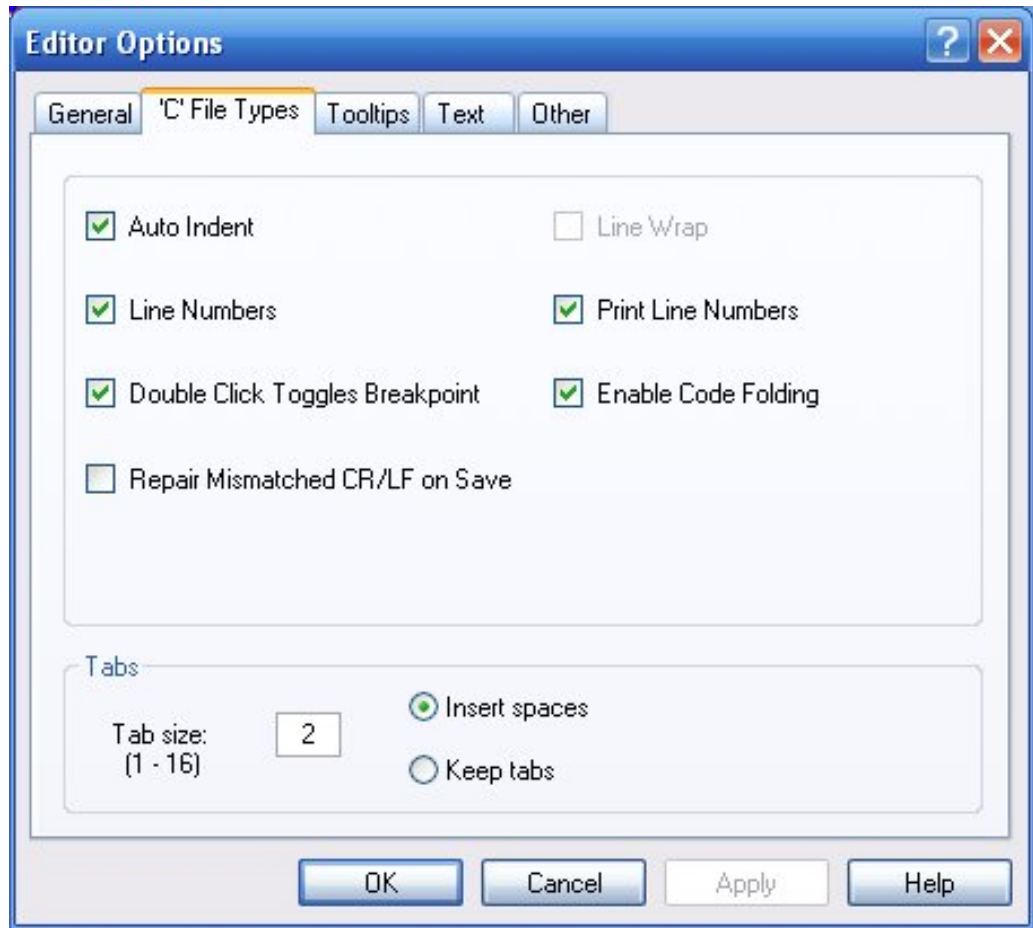 Editor Options
General 'C' File Types Tooltips Text Other
Auto Indent Line Wrap
Line Numbers Print Line Numbers
Double Click Toggles Breakpoint Enable Code Folding
Repair Mismatched CR/LF on Save
Tabs
Insert spaces
Tab size: 2
(1 - 16)
Keep tabs
OK Cancel Apply Help